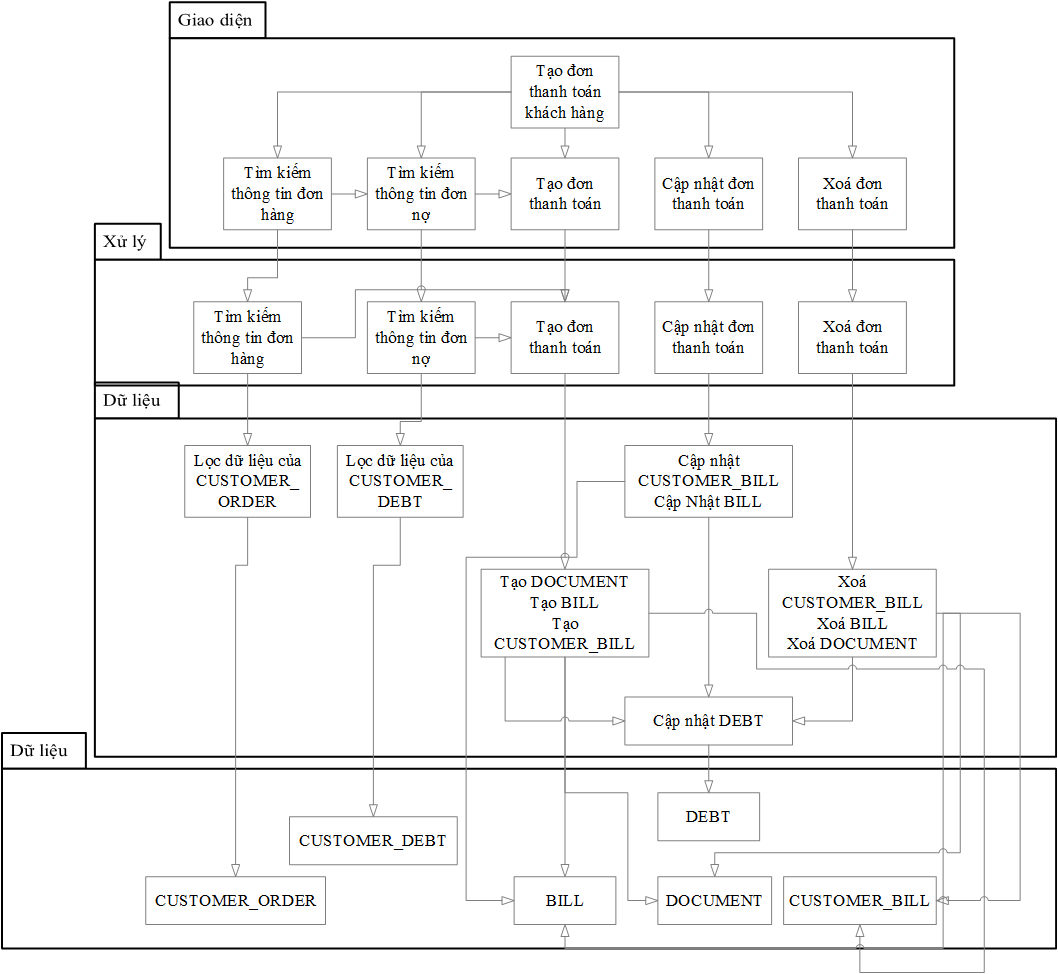 Giao diện
Tạo đơn
thanh toán
khách hàng
Tìm kiếm
thông tin đơn
hàng
Tìm kiếm
thông tin đơn
nợ
Tạo đơn
thanh toán
Cập nhật đơn
thanh toán
Xoá đơn
thanh toán
Xử lý
Tìm kiếm
thông tin đơn
hàng
Tìm kiếm
thông tin đơn
nợ
Tạo đơn
thanh toán
Cập nhật đơn
thanh toán
Xoá đơn
thanh toán
Dữ liệu
Lọc dữ liệu của
CUSTOMER_
ORDER
Lọc dữ liệu của
CUSTOMER_
DEBT
Cập nhật
CUSTOMER_BILL
Cập Nhật BILL
Tạo DOCUMENT
Tạo BILL
Tạo
CUSTOMER_BILL
Xoá
CUSTOMER_BILL
Xoá BILL
Xoá DOCUMENT
Cập nhật DEBT
Dữ liệu
DEBT
CUSTOMER_DEBT
CUSTOMER_ORDER
BILL
DOCUMENT
CUSTOMER_BILL